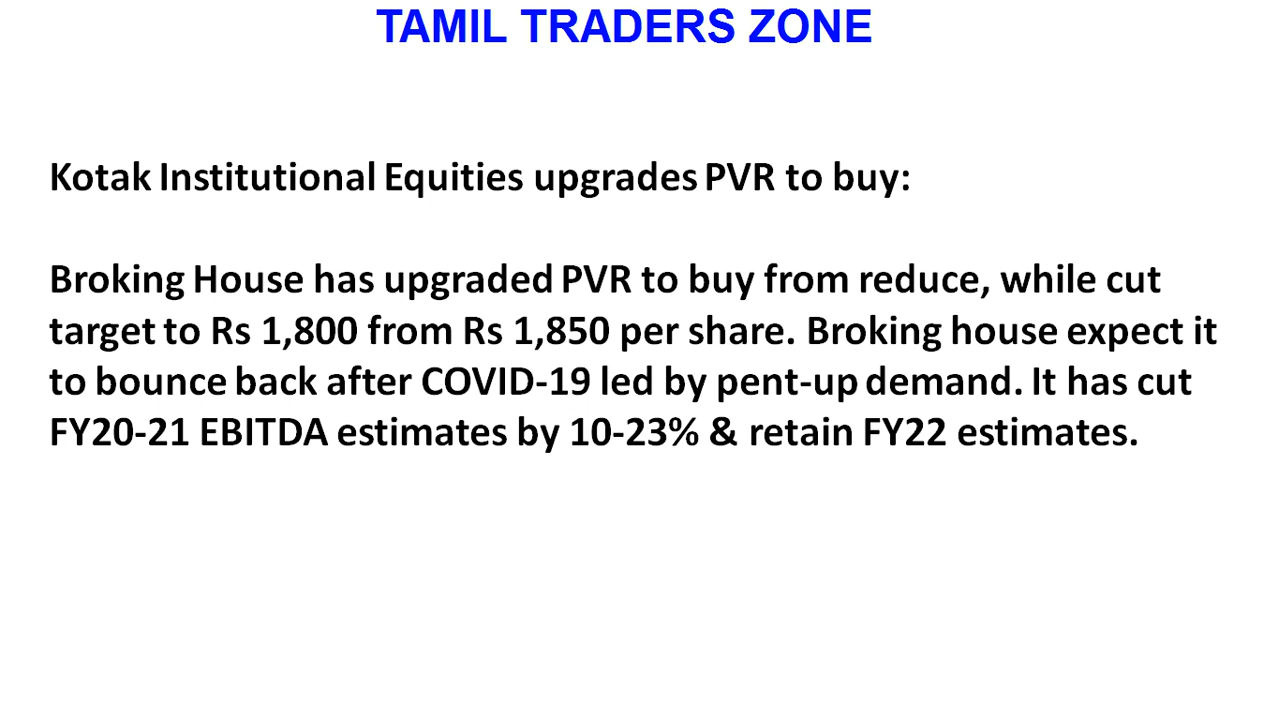 TAMIL TRADERS ZONE
Kotak Institutional Equities upgrades PVR to buy:
Broking House has upgraded PVR to buy from reduce, while cut
target to Rs 1,800 from Rs 1,850 per share. Broking house expect it
to bounce back after COVID-19 led by pent-up demand. It has cut
FY20-21 EBITDA estimates by 10-23% & retain FY22 estimates.